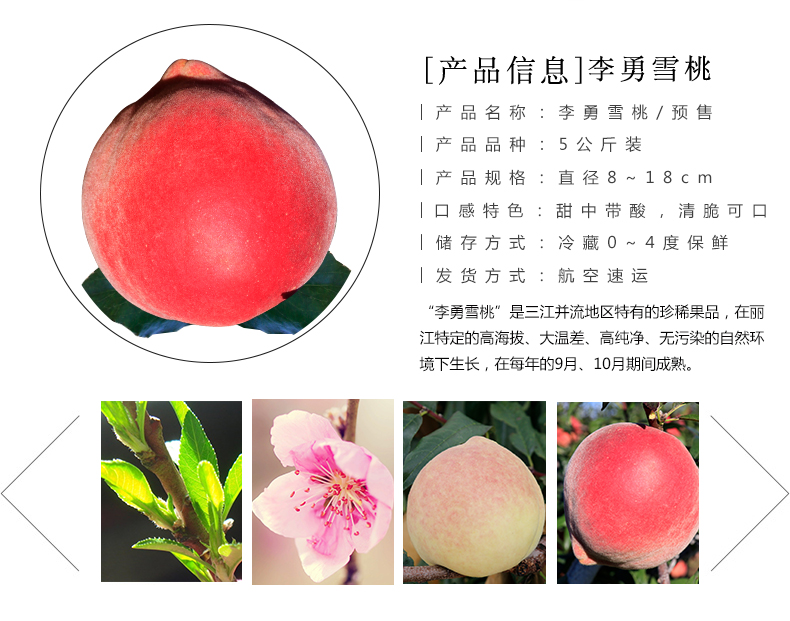 [产品信息]李勇雪桃
产品名称：李勇雪桃/预售
产品品种：5公斤装
产品规格：直径8~18cm
口感特色：甜中带酸，清脆可口
储存方式：冷藏0~4度保鲜
发货方式：航空速运
“李勇雪桃”是三江并流地区特有的珍稀果品，在丽
江特定的高海拔、大温差、高纯净、无污染的自然环
境下生长，在每年的9月、10月期间成熟。